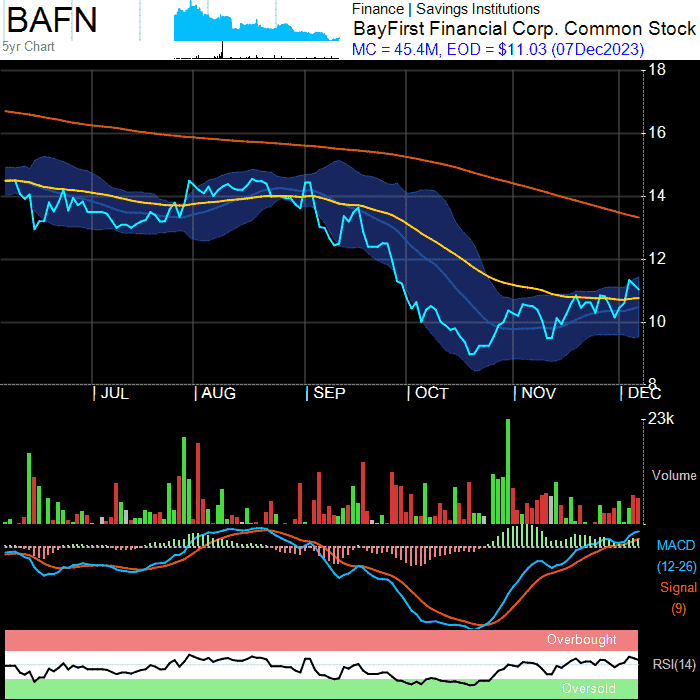 BAFN
5yr Chart
Finance | Savings Institutions
BayFirst Financial Corp. Common Stock
MC = 45.4M, EOD = $11.03 (07Dec2023)
18
16
14
12
10
8
JUL AUG SEP OCT NOV DEC
23k
Volume
MACD
(12-26)
Signal
(9)
Overbought
RSI(14)
Oversold